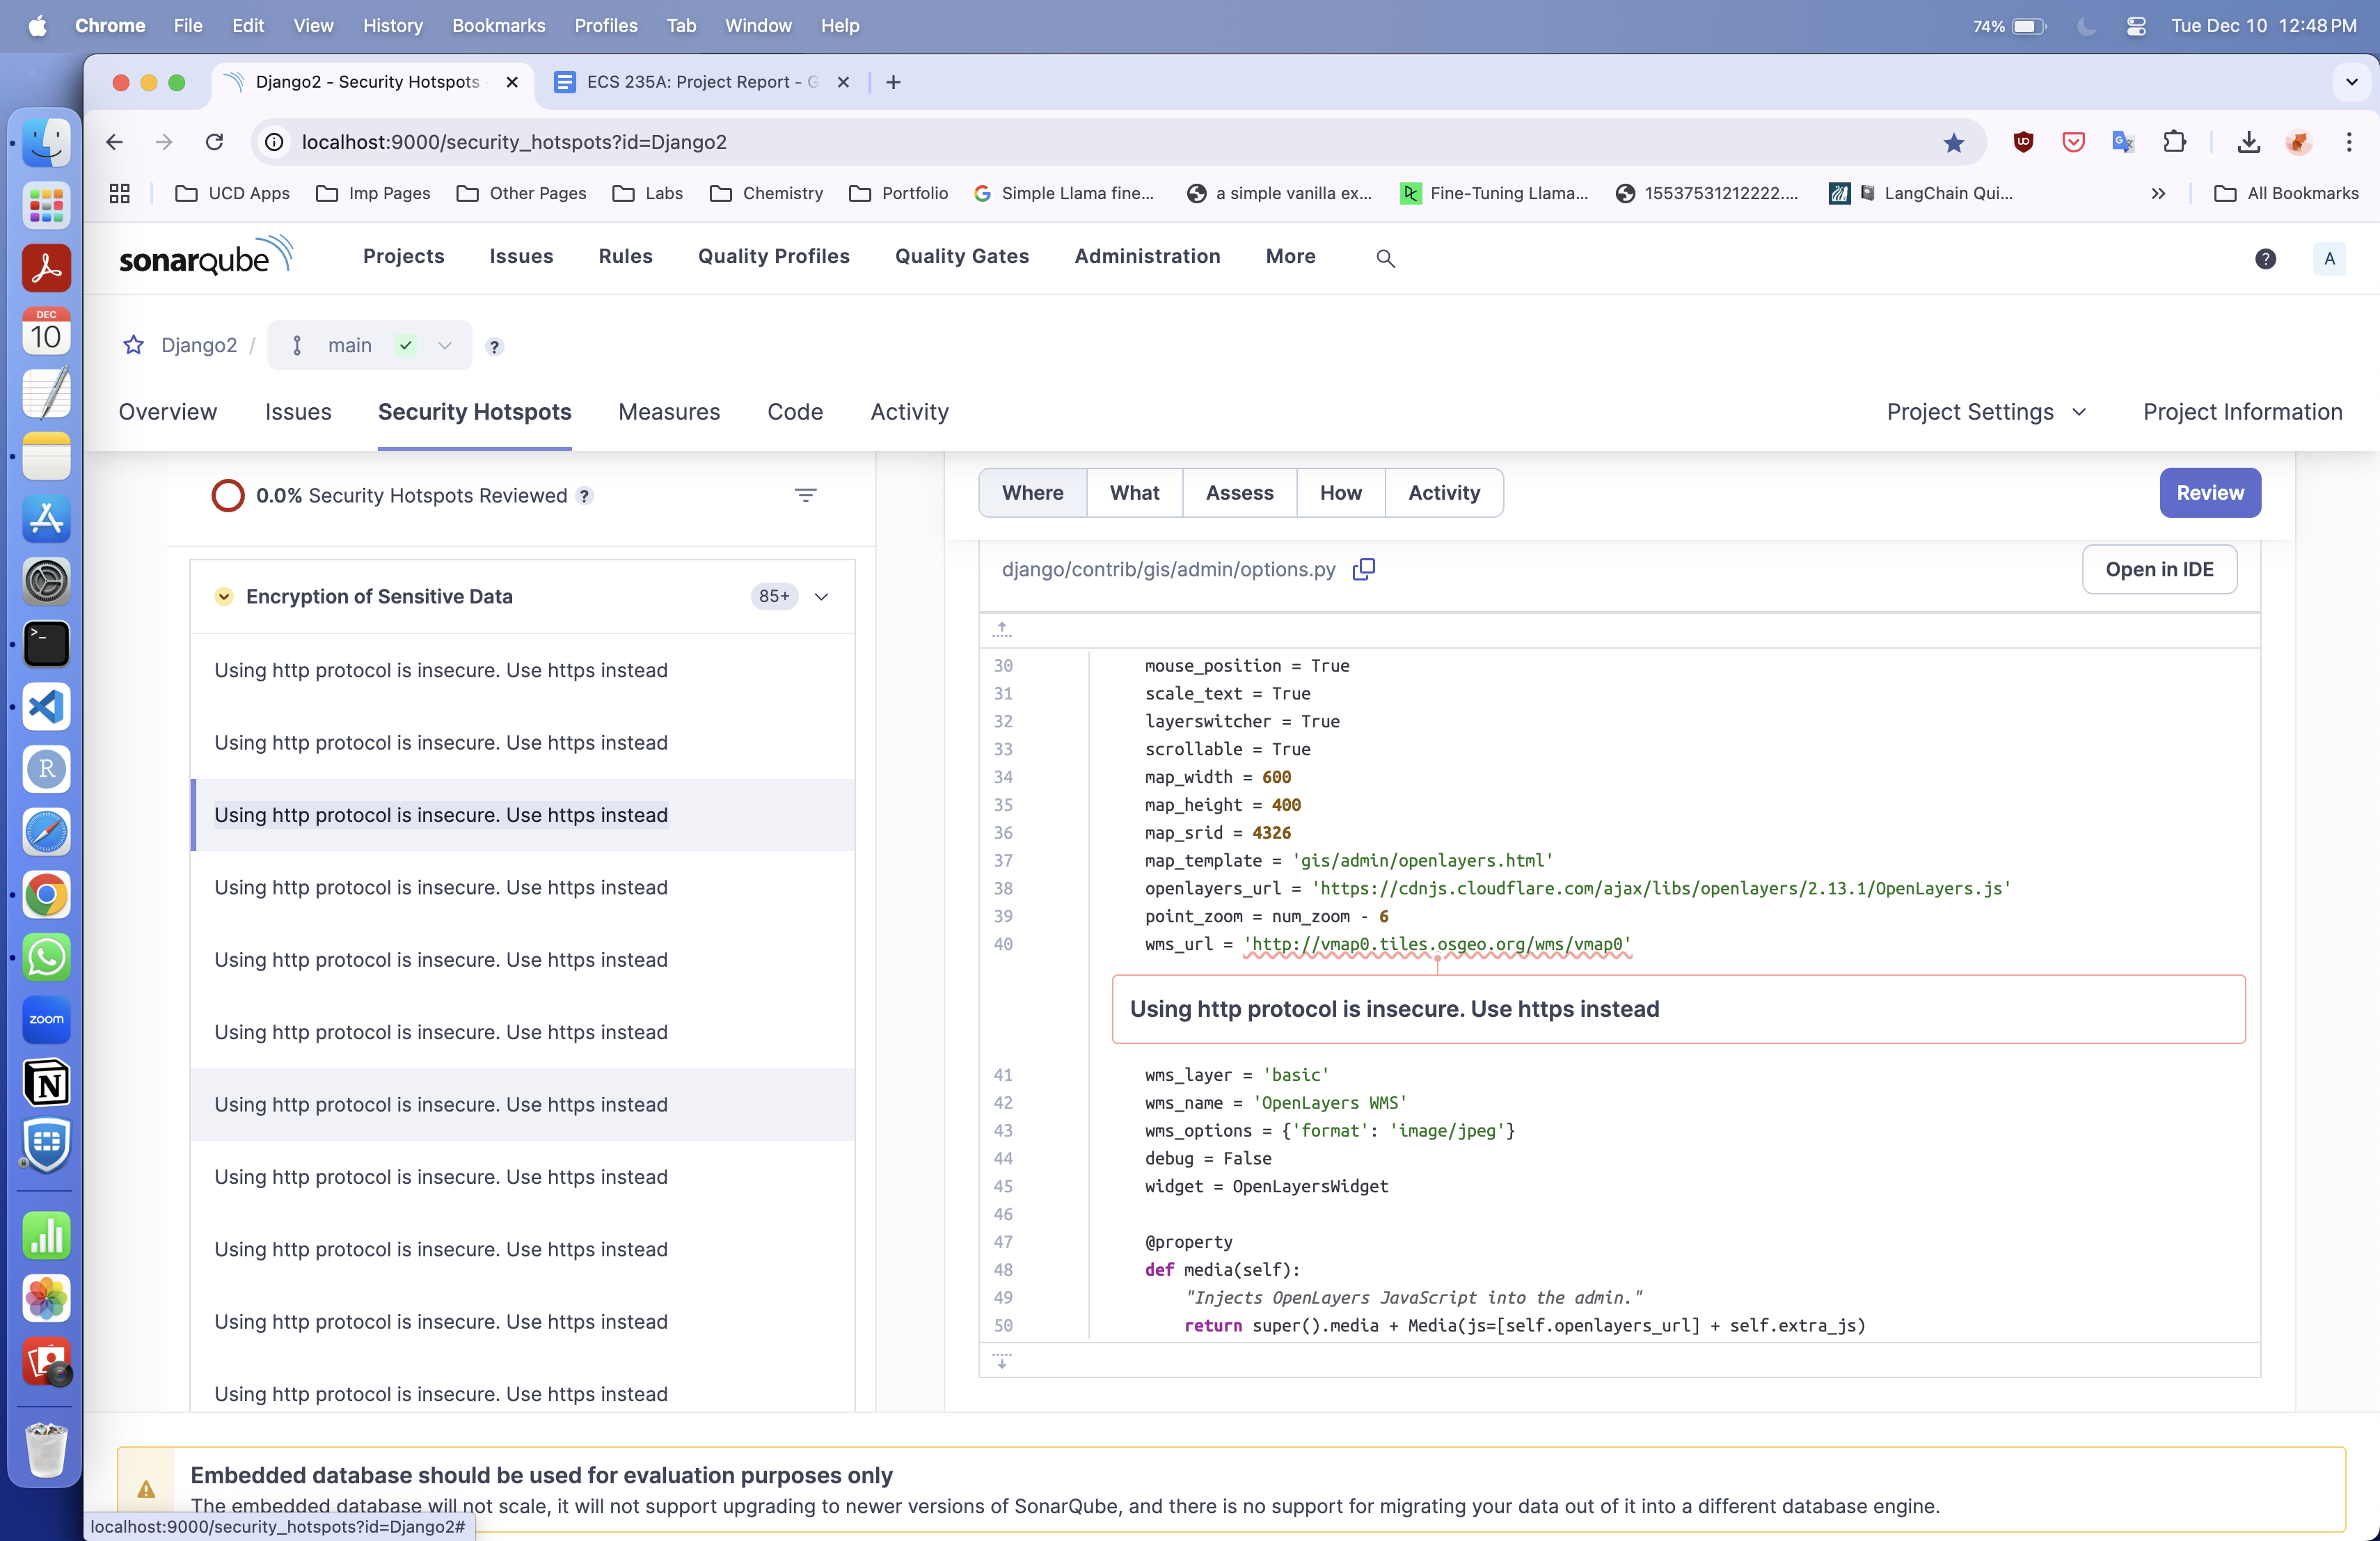 Chrome File Edit View History Bookmarks Profiles Tab Window Help
74% Tue Dec 10 12:48 PM
Django2 - Security Hotspots
ECS 235A: Project Report - G
localhost:9000/security_hotspots?id=Django2
UCD Apps Imp Pages Other Pages Labs Chemistry Portfolio Simple Llama fine... a simple vanilla ex... Fine-Tuning Llama... 15537531212222.... LangChain Qui... All Bookmarks
DEC
10
sonarqube Projects Issues Rules Quality Profiles Quality Gates Administration More A
Django2 / main
Overview Issues Security Hotspots Measures Code Activity Project Settings Project Information
0.0% Security Hotspots Reviewed
Encryption of Sensitive Data 85+
Using http protocol is insecure. Use https instead
Using http protocol is insecure. Use https instead
Using http protocol is insecure. Use https instead
Using http protocol is insecure. Use https instead
Using http protocol is insecure. Use https instead
Using http protocol is insecure. Use https instead
Using http protocol is insecure. Use https instead
Using http protocol is insecure. Use https instead
Using http protocol is insecure. Use https instead
Using http protocol is insecure. Use https instead
Using http protocol is insecure. Use https instead
Where What Assess How Activity Review
django/contrib/gis/admin/options.py Open in IDE
30 mouse_position = True
31 scale_text = True
32 layerswitcher = True
33 scrollable = True
34 map_width = 600
35 map_height = 400
36 map_srid = 4326
37 map_template = 'gis/admin/openlayers.html'
38 openlayers_url = 'https://cdnjs.cloudflare.com/ajax/libs/openlayers/2.13.1/OpenLayers.js'
39 point_zoom = num_zoom - 6
40 wms_url = 'http://vmap0.tiles.osgeo.org/wms/vmap0'
Using http protocol is insecure. Use https instead
41 wms_layer = 'basic'
42 wms_name = 'OpenLayers WMS'
43 wms_options = {'format': 'image/jpeg'}
44 debug = False
45 widget = OpenLayersWidget
46
47 @property
48 def media(self):
49 "Injects OpenLayers JavaScript into the admin."
50 return super().media + Media(js=[self.openlayers_url] + self.extra_js)
zoom
Embedded database should be used for evaluation purposes only
The embedded database will not scale, it will not support upgrading to newer versions of SonarQube, and there is no support for migrating your data out of it into a different database engine.
localhost:9000/security_hotspots?id=Django2#